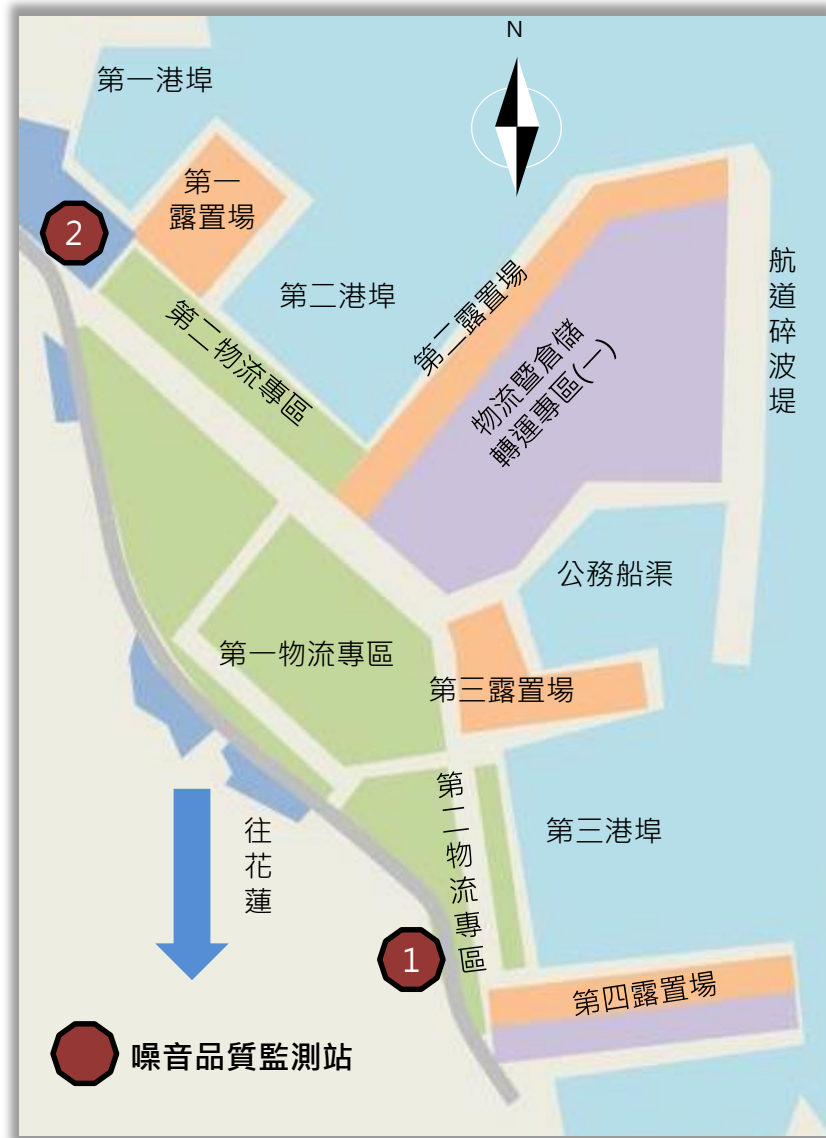 N
第一港埠
第一
露置場
2
第二港埠
第二物流專區
第二露置場
物流暨倉儲
轉運專區(一)
航道碎波堤
公務船渠
第一物流專區
第三露置場
第二物流專區
第三港埠
往花蓮
1
第四露置場
噪音品質監測站